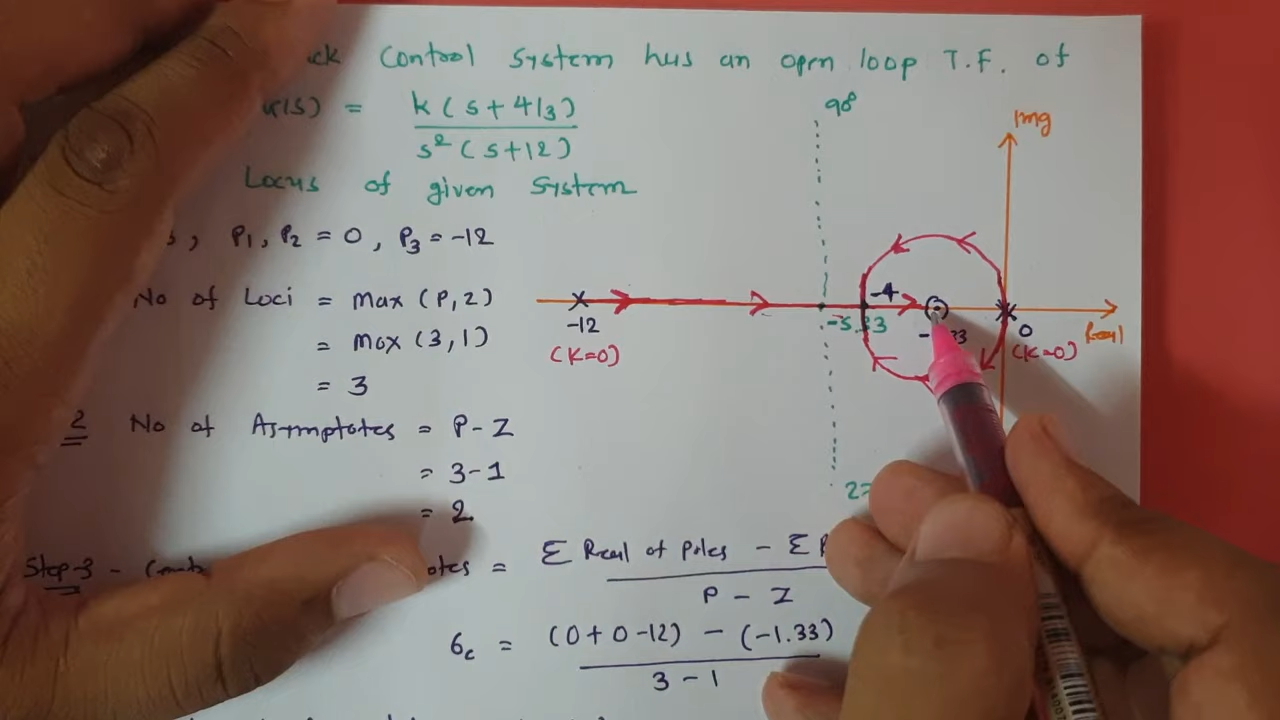 ck control system has an open loop T.F. of
(s) = k(s+4/3)
s²(s+12)
Locus of given system
P1, P2 = 0, P3 = -12
No of Loci = max(P,Z)
= max(3,1)
= 3
2 No of Asymptotes = P-Z
= 3-1
= 2
Step-3 - otes = Σ Real of Poles - Σ
P - Z
σc = (0+0-12) - (-1.33)
3-1
90°
Img
-12
(K=0)
-5.33
-4
33
0
(K=0)
Real
2